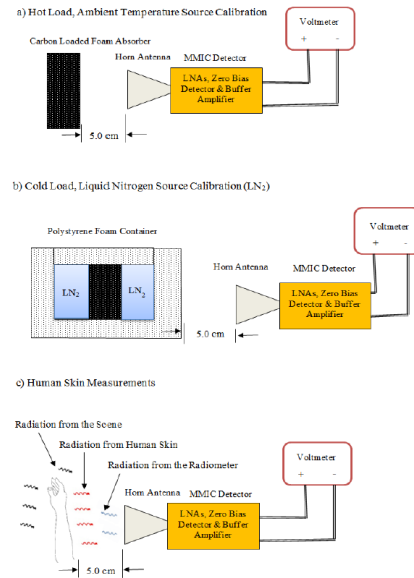 a) Hot Load, Ambient Temperature Source Calibration
Voltmeter
+ -
Carbon Loaded Foam Absorber
Horn Antenna
MMIC Detector
LNAs, Zero Bias
Detector & Buffer
Amplifier
5.0 cm
b) Cold Load, Liquid Nitrogen Source Calibration (LN2)
Voltmeter
+ -
Polystyrene Foam Container
Horn Antenna
MMIC Detector
LN2
LN2
LNAs, Zero Bias
Detector & Buffer
Amplifier
5.0 cm
c) Human Skin Measurements
Radiation from the Scene
Radiation from Human Skin
Voltmeter
+ -
Radiation from the Radiometer
Horn Antenna
MMIC Detector
LNAs, Zero Bias
Detector & Buffer
Amplifier
5.0 cm